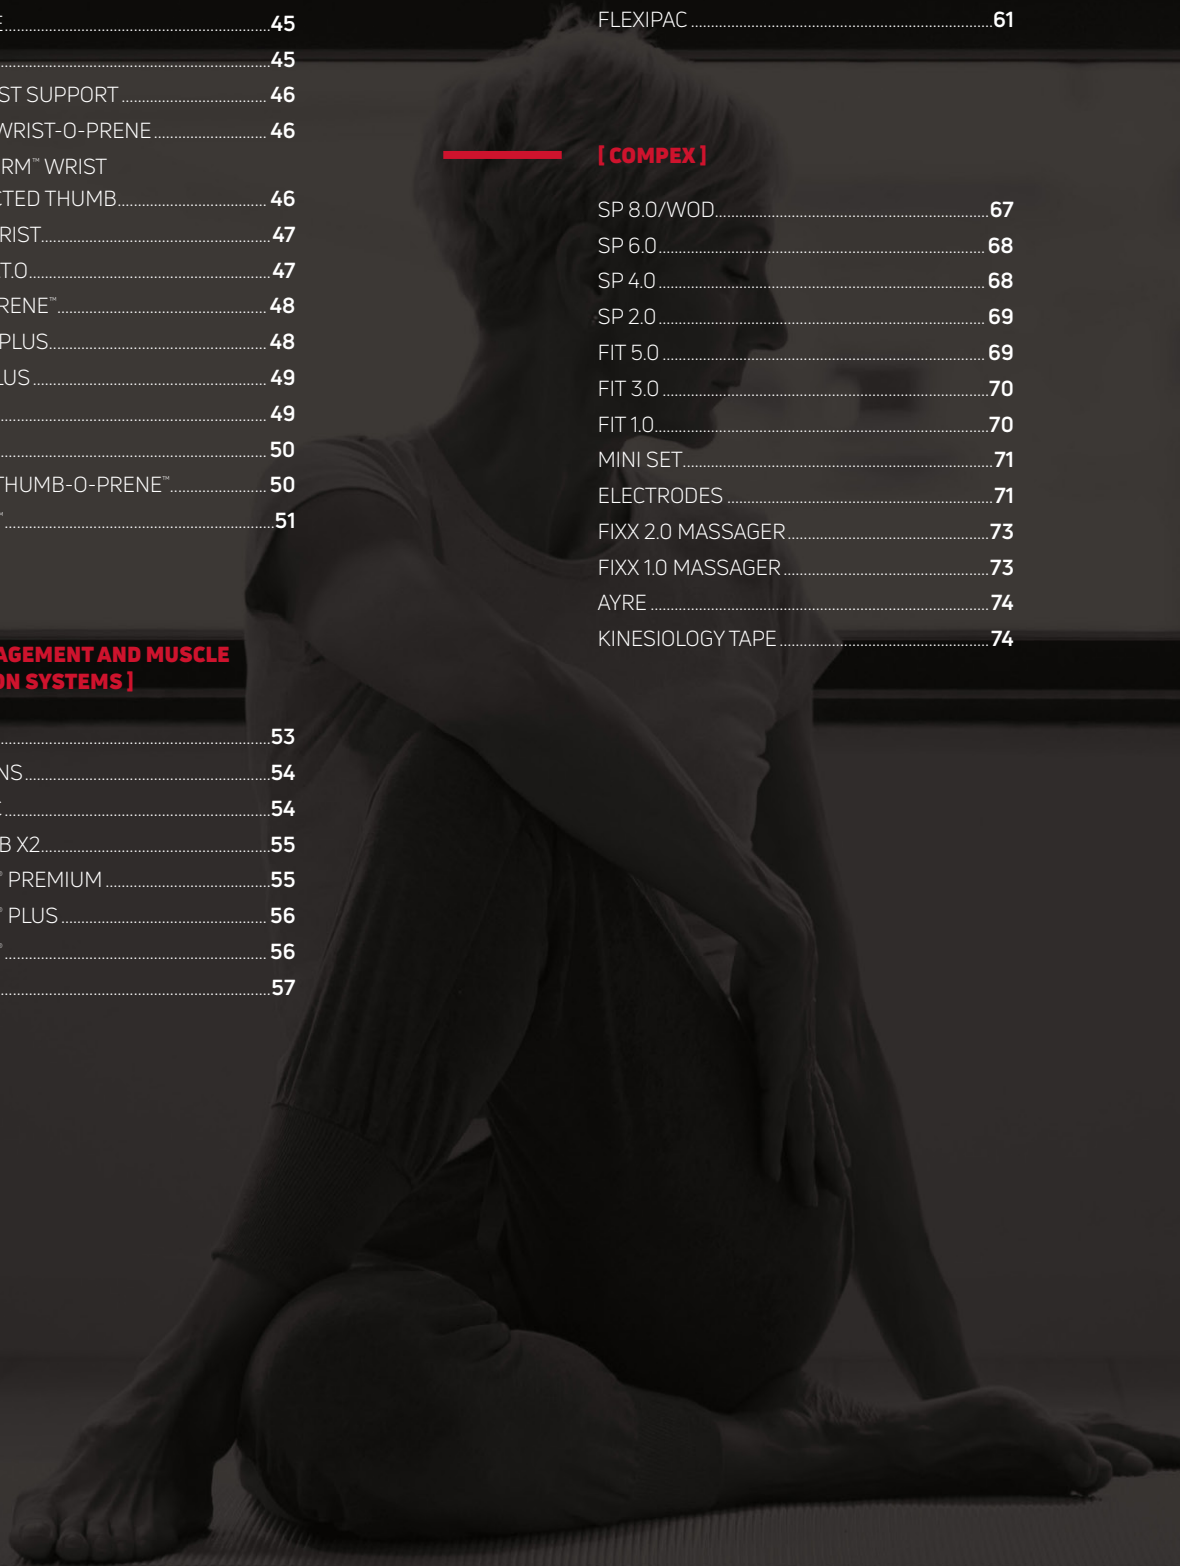 E 45
45
ST SUPPORT 46
WRIST-O-PRENE 46
RM™ WRIST
CTED THUMB 46
RIST 47
T.O 47
RENE™ 48
PLUS 48
LUS 49
49
50
THUMB-O-PRENE™ 50
™ 51
AGEMENT AND MUSCLE
ON SYSTEMS ]
53
NS 54
54
B X2 55
® PREMIUM 55
® PLUS 56
® 56
57
FLEXIPAC 61
[ COMPEX ]
SP 8.0/WOD 67
SP 6.0 68
SP 4.0 68
SP 2.0 69
FIT 5.0 69
FIT 3.0 70
FIT 1.0 70
MINI SET 71
ELECTRODES 71
FIXX 2.0 MASSAGER 73
FIXX 1.0 MASSAGER 73
AYRE 74
KINESIOLOGY TAPE 74